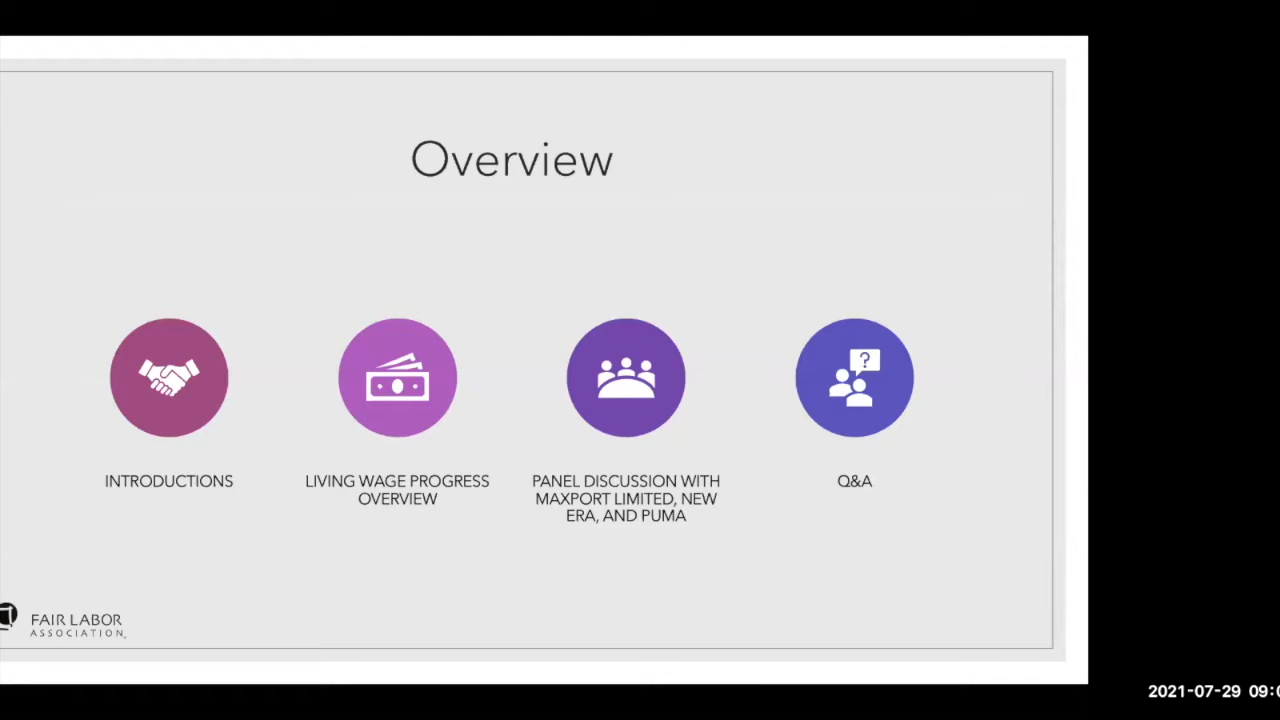 Overview
?
INTRODUCTIONS
LIVING WAGE PROGRESS
OVERVIEW
PANEL DISCUSSION WITH
MAXPORT LIMITED, NEW
ERA, AND PUMA
Q&A
FAIR LABOR
ASSOCIATION
2021-07-29